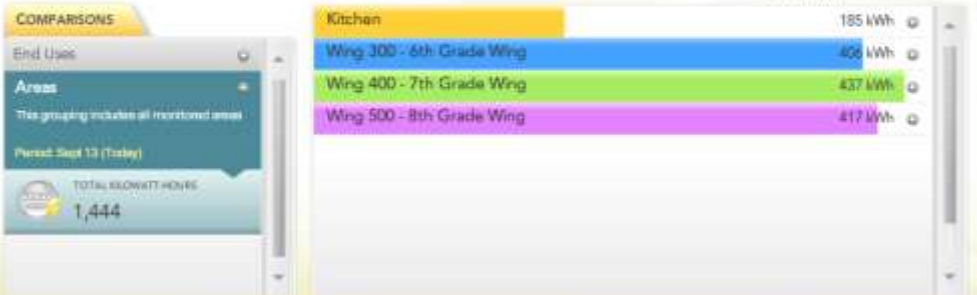 COMPARISONS
End Uses
Areas
This grouping includes all monitored areas
Period: Sept 13 (Today)
TOTAL KILOWATT-HOURS
1,444
Kitchen 185 kWh
Wing 300 - 6th Grade Wing 406 kWh
Wing 400 - 7th Grade Wing 437 kWh
Wing 500 - 8th Grade Wing 417 kWh